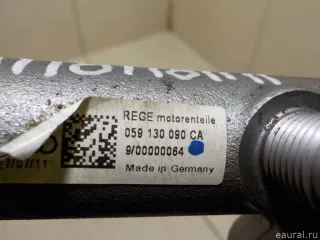 REGE motorenteile
059 130 090 CA
9/00000064
Made in Germany
eaural.ru